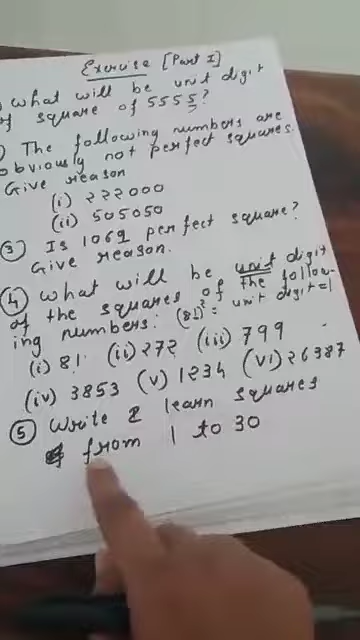 Exercise [Part I]
What will be unit digit
of square of 5555?
The following numbers are
obviously not perfect squares.
Give reason
(i) 222000
(ii) 505050
③ Is 1069 perfect square?
Give reason.
④ What will be unit digit
of the squares of the follow-
ing numbers: (81)² = unit digit=1
(i) 81 (ii) 272 (iii) 799
(iv) 3853 (v) 1234 (vi) 26387
⑤ Write & learn squares
from 1 to 30